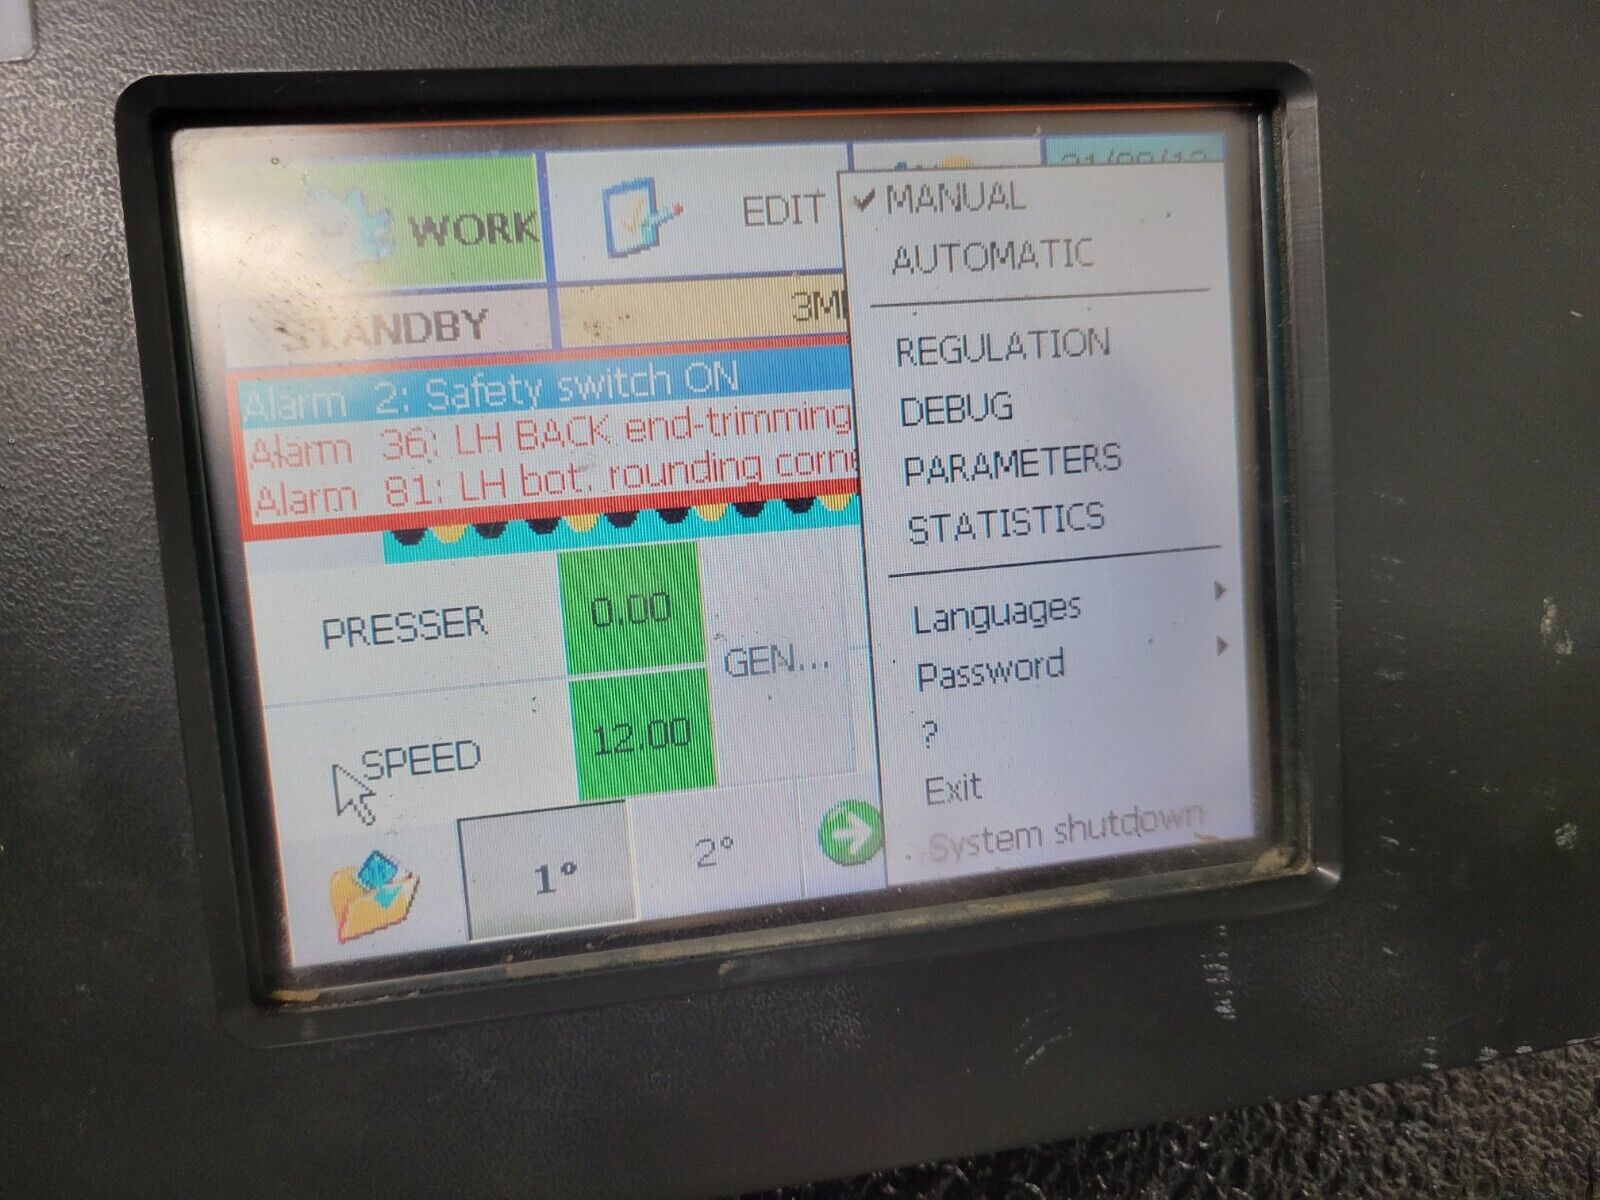 WORK
EDIT
STANDBY
Alarm 2: Safety switch ON
Alarm 36: LH BACK end-trimming
Alarm 81: LH bot. rounding corn
PRESSER
0.00
GEN...
SPEED
12.00
1°
2°
✓ MANUAL
AUTOMATIC
REGULATION
DEBUG
PARAMETERS
STATISTICS
Languages
Password
?
Exit
System shutdown